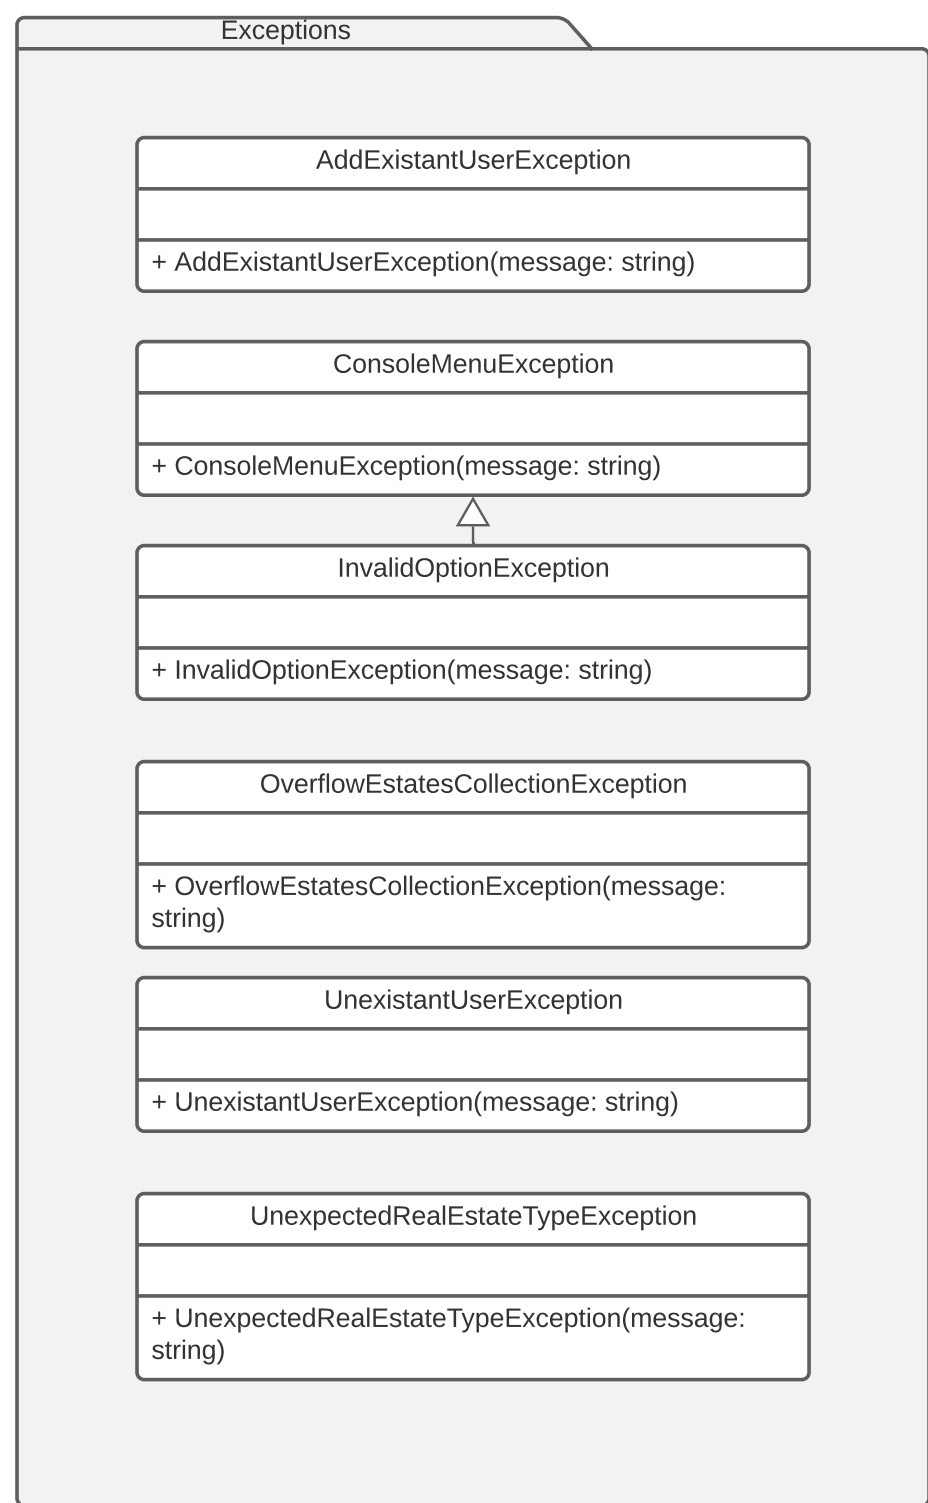 Exceptions
AddExistantUserException
+ AddExistantUserException(message: string)
ConsoleMenuException
+ ConsoleMenuException(message: string)
InvalidOptionException
+ InvalidOptionException(message: string)
OverflowEstatesCollectionException
+ OverflowEstatesCollectionException(message:
string)
UnexistantUserException
+ UnexistantUserException(message: string)
UnexpectedRealEstateTypeException
+ UnexpectedRealEstateTypeException(message:
string)